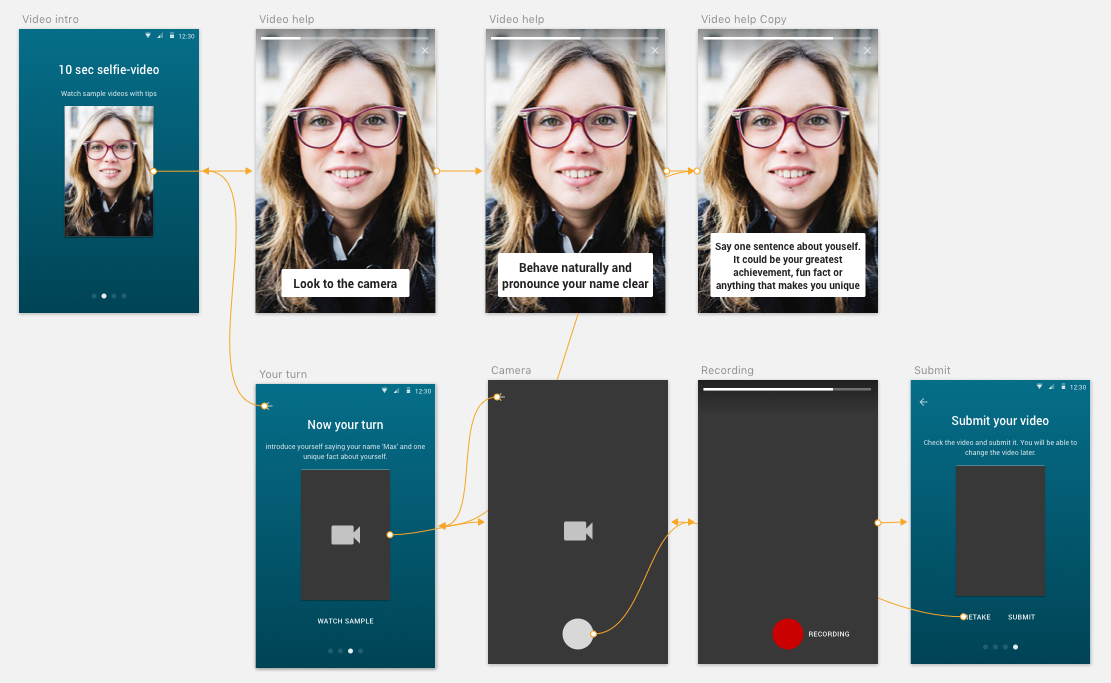 Video intro
12:30
10 sec selfie-video
Watch sample videos with tips
Video help
Look to the camera
Video help
Behave naturally and
pronounce your name clear
Video help Copy
Say one sentence about youself.
It could be your greatest
achievement, fun fact or
anything that makes you unique
Your turn
12:30
Now your turn
introduce yourself saying your name 'Max' and one
unique fact about yourself.
WATCH SAMPLE
Camera
Recording
RECORDING
Submit
12:30
Submit your video
Check the video and submit it. You will be able to
change the video later.
ETAKE
SUBMIT